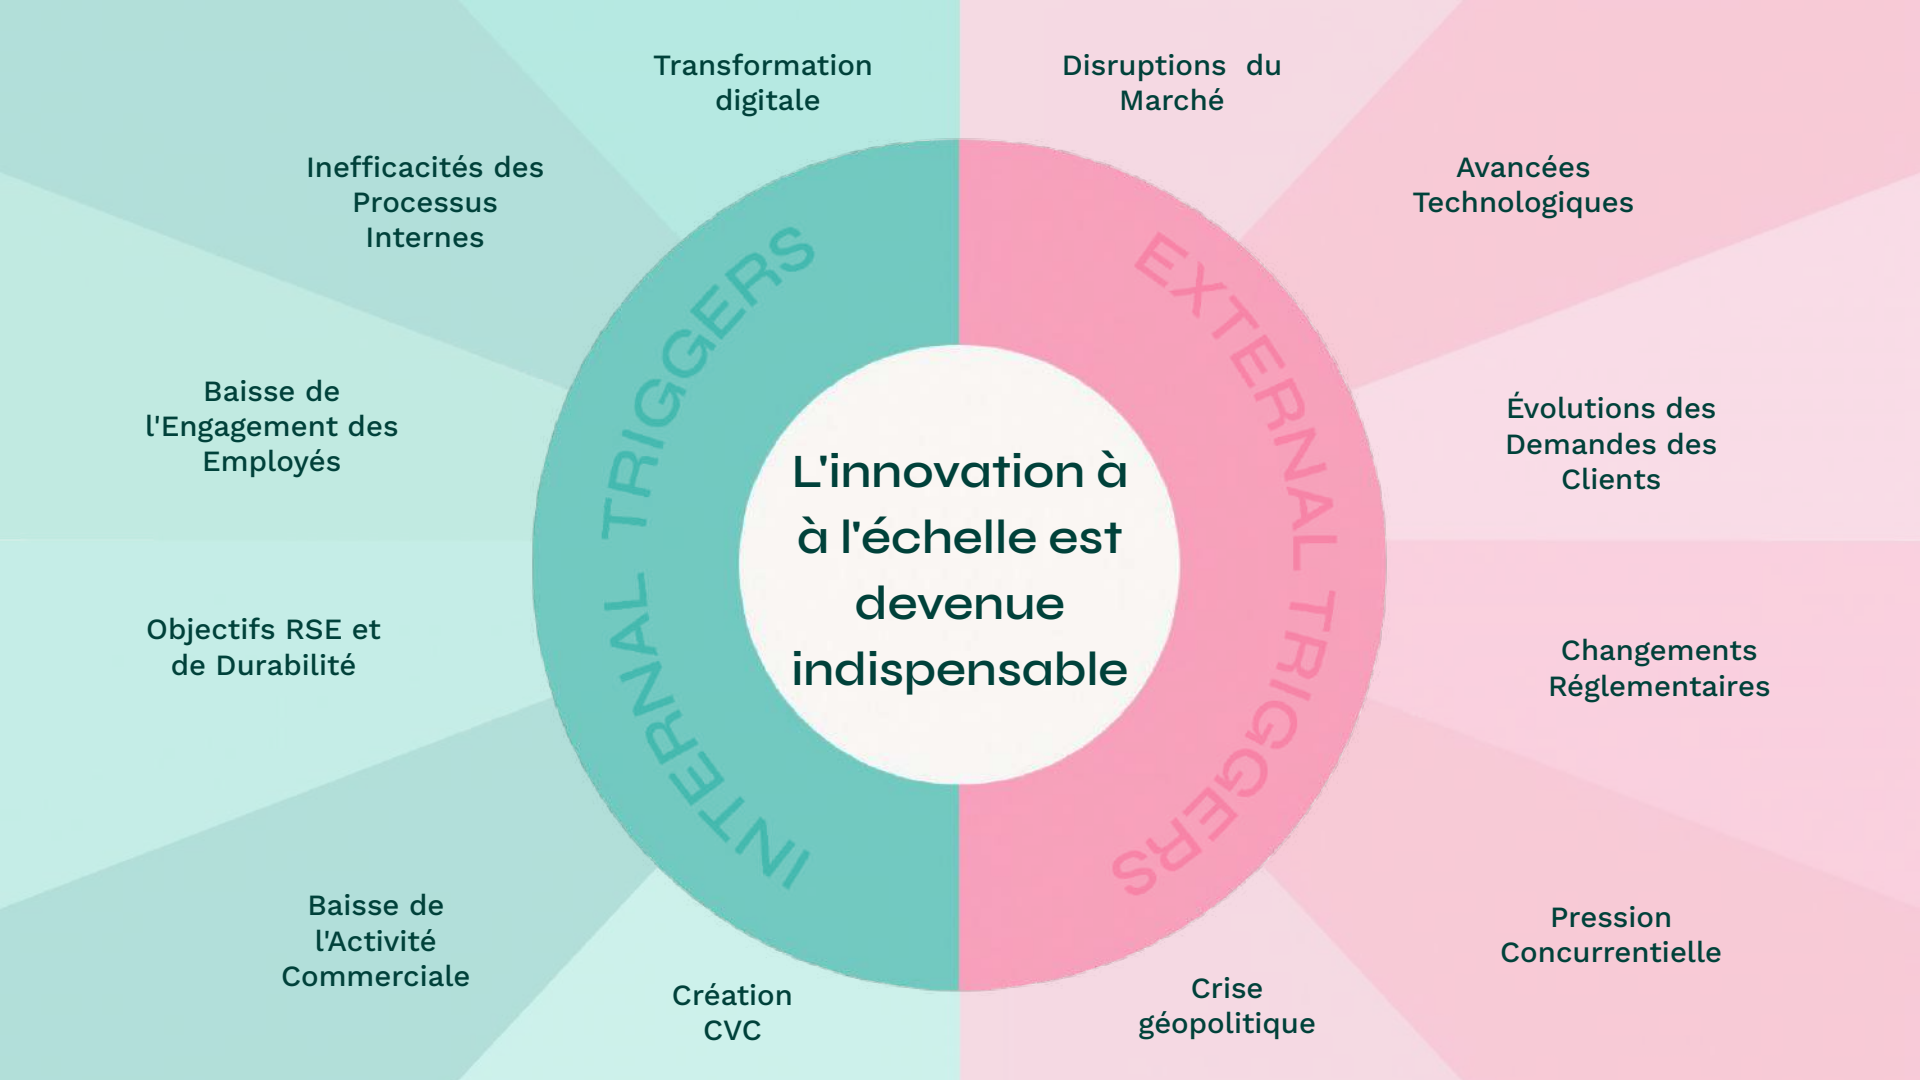 Transformation
digitale
Disruptions du
Marché
Inefficacités des
Processus
Internes
Avancées
Technologiques
Baisse de
l'Engagement des
Employés
Évolutions des
Demandes des
Clients
INTERNAL TRIGGERS
EXTERNAL TRIGGERS
L'innovation à
à l'échelle est
devenue
indispensable
Objectifs RSE et
de Durabilité
Changements
Réglementaires
Baisse de
l'Activité
Commerciale
Pression
Concurrentielle
Création
CVC
Crise
géopolitique